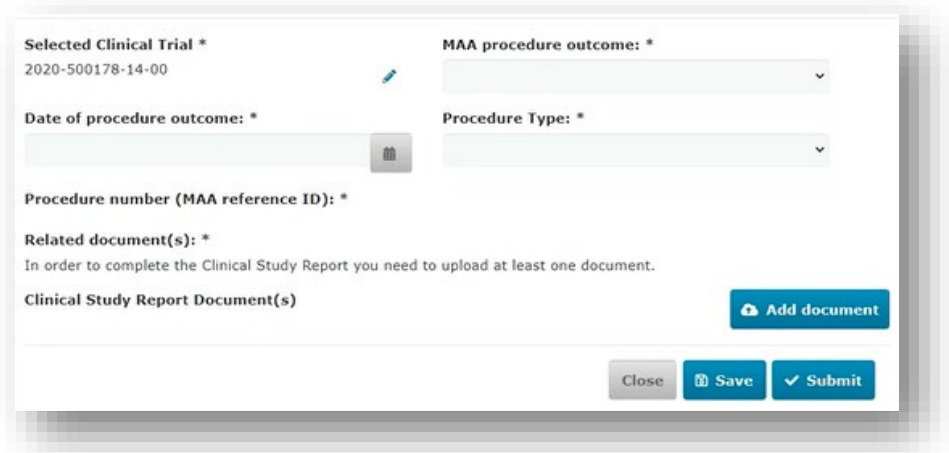 Selected Clinical Trial *
2020-500178-14-00
MAA procedure outcome: *
Date of procedure outcome: *
Procedure Type: *
Procedure number (MAA reference ID): *
Related document(s): *
In order to complete the Clinical Study Report you need to upload at least one document.
Clinical Study Report Document(s)
Add document
Close
Save
Submit